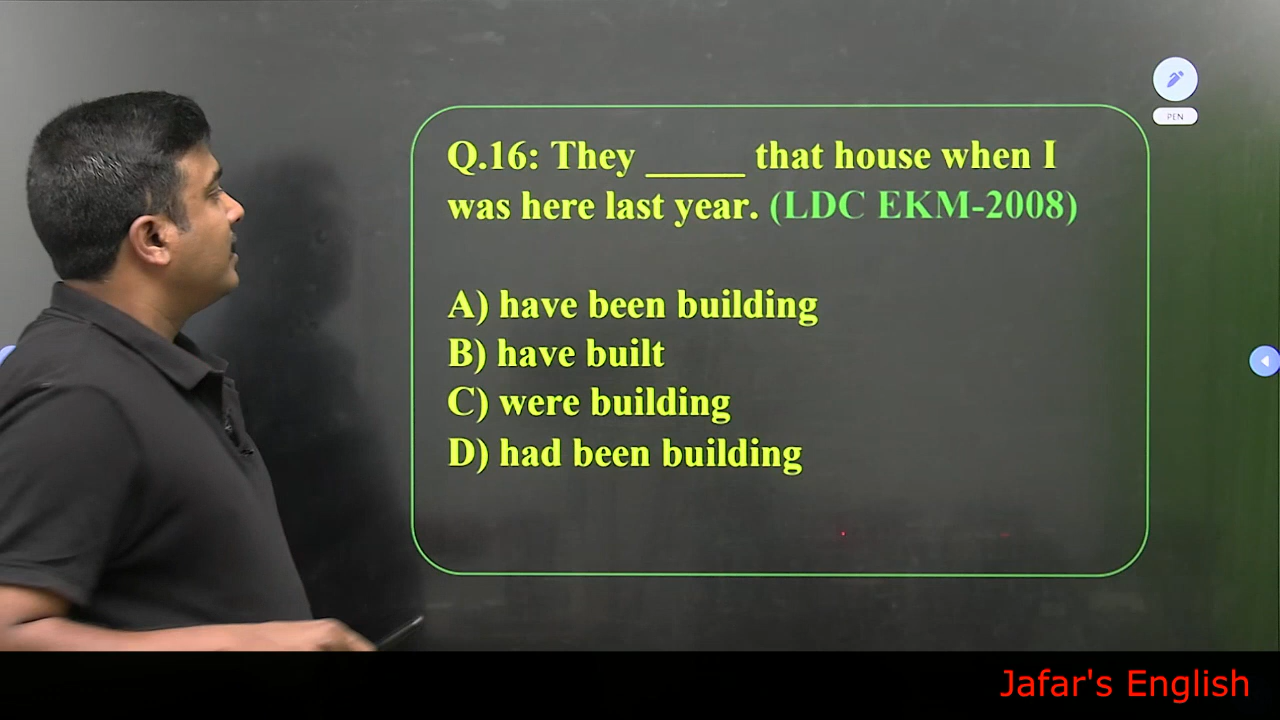 Q.16: They _____ that house when I
was here last year. (LDC EKM-2008)
A) have been building
B) have built
C) were building
D) had been building
PEN
Jafar's English